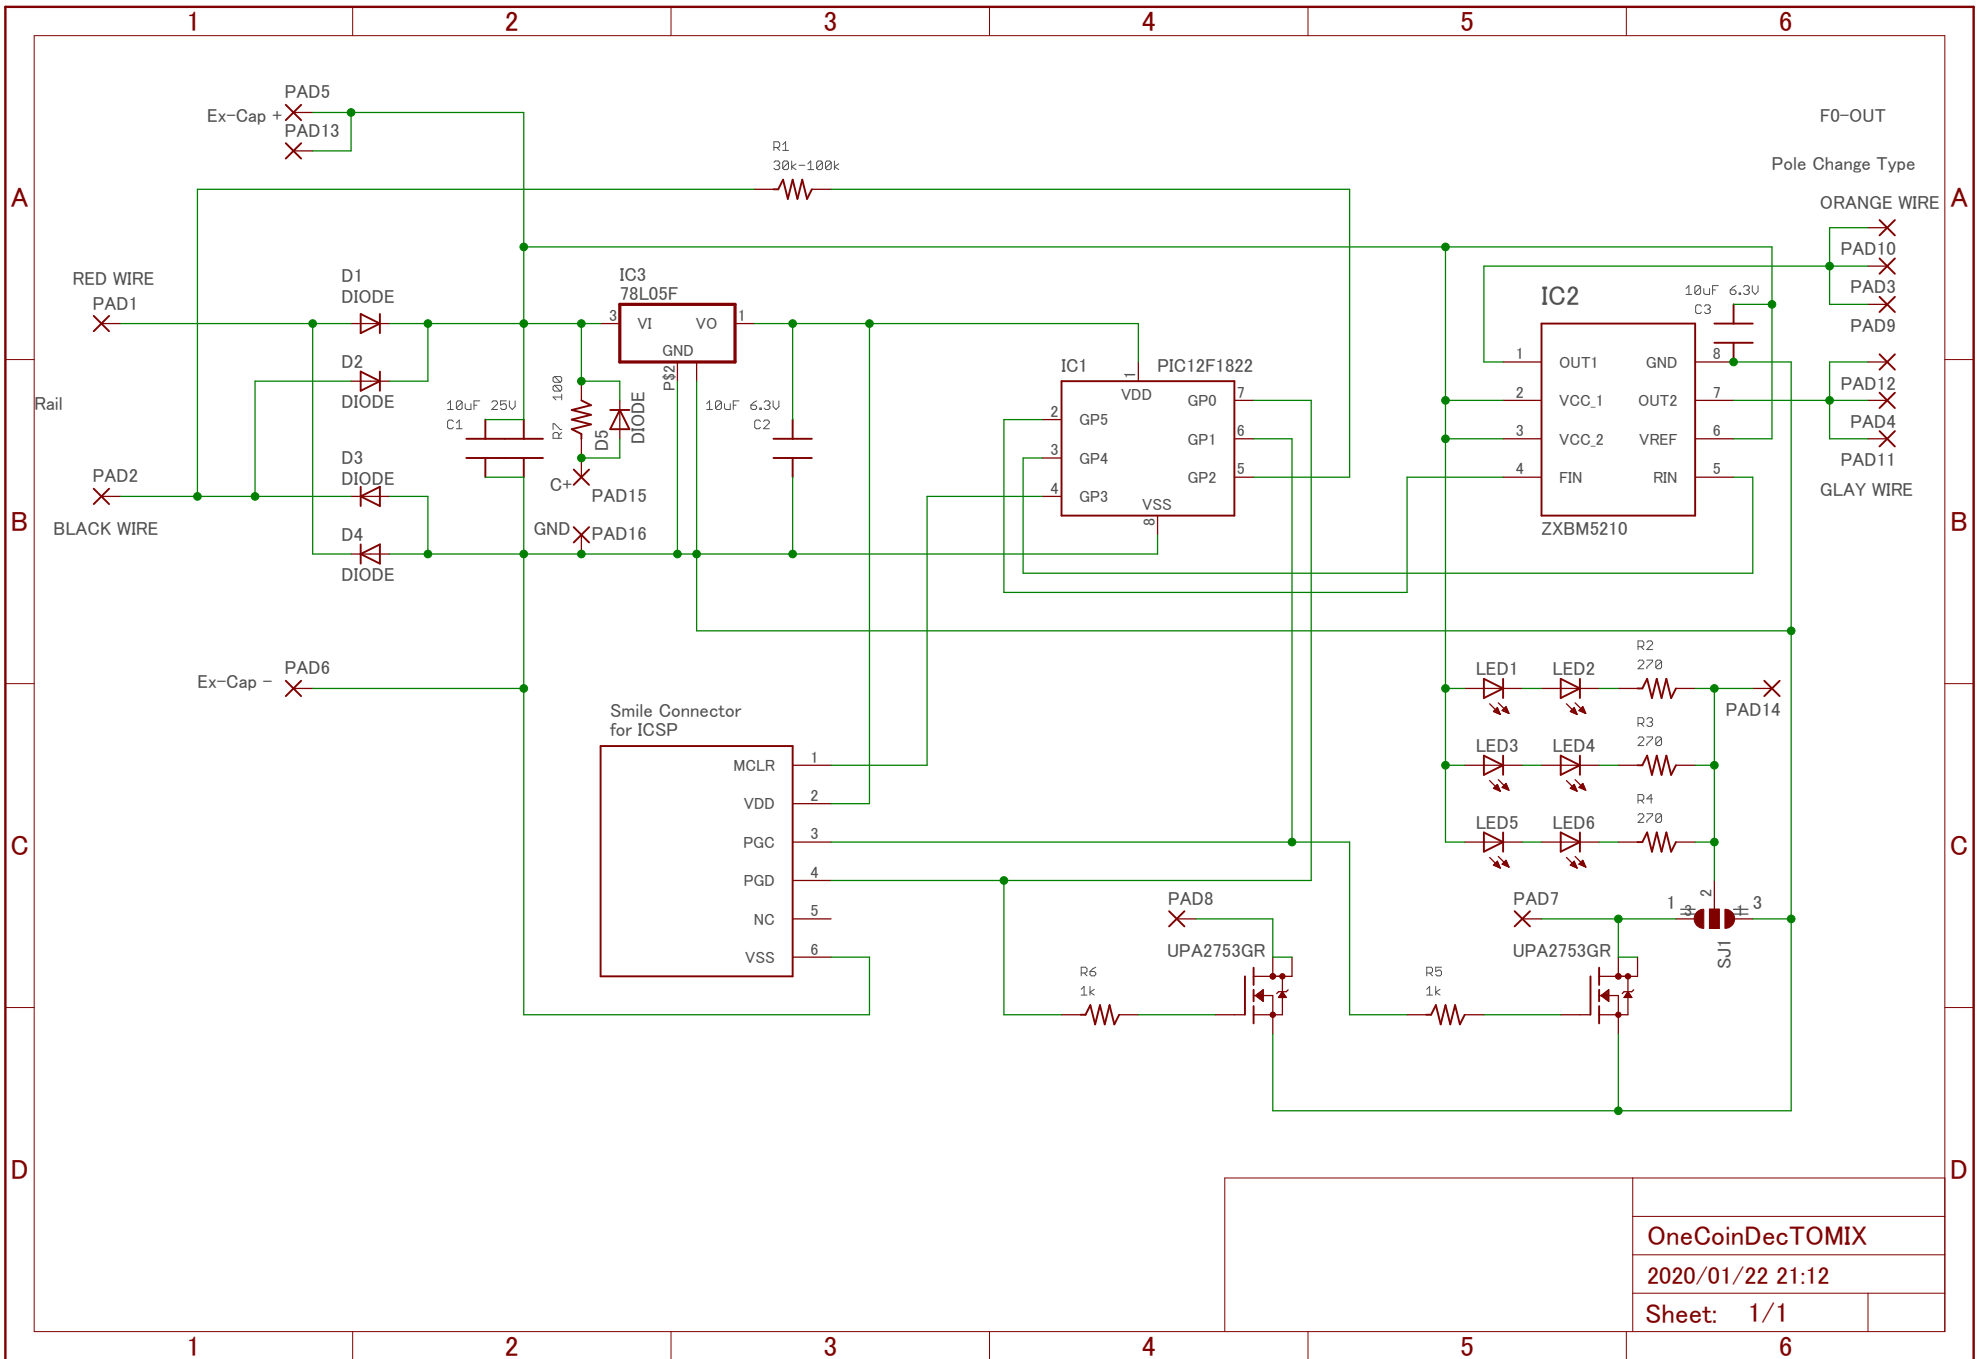 1 2 3 4 5 6
A
A
B
B
C
C
D
D
PAD5
Ex-Cap +
PAD13
R1
30k-100k
F0-OUT
Pole Change Type
ORANGE WIRE
PAD10
PAD3
PAD9
RED WIRE
PAD1
D1
DIODE
D2
DIODE
Rail
PAD2
BLACK WIRE
D3
DIODE
D4
DIODE
10uF 25V
C1
IC3
78L05F
3 VI VO 1
GND
P$2
R7 100
D5
DIODE
C+
PAD15
GND
PAD16
10uF 6.3V
C2
IC1 PIC12F1822
1
VDD
2 GP5
3 GP4
4 GP3
GP0 7
GP1 6
GP2 5
VSS
8
IC2
10uF 6.3V
C3
1 OUT1 GND 8
2 VCC_1 OUT2 7
3 VCC_2 VREF 6
4 FIN RIN 5
ZXBM5210
PAD12
PAD4
PAD11
GLAY WIRE
Ex-Cap -
PAD6
Smile Connector
for ICSP
MCLR 1
VDD 2
PGC 3
PGD 4
NC 5
VSS 6
LED1 LED2
R2
270
PAD14
LED3 LED4
R3
270
LED5 LED6
R4
270
PAD8
UPA2753GR
R6
1k
PAD7
UPA2753GR
R5
1k
1 2 3
3 1
SJ1
OneCoinDecTOMIX
2020/01/22 21:12
Sheet: 1/1
1 2 3 4 5 6